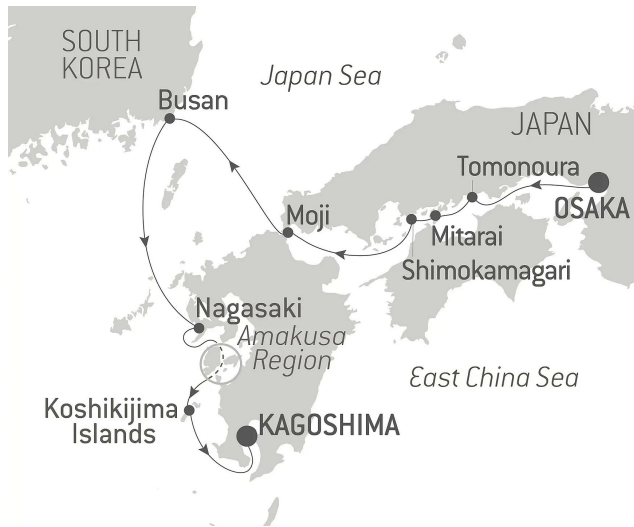 SOUTH
KOREA
Japan Sea
Busan
JAPAN
Tomonoura
OSAKA
Moji
Mitarai
Shimokamagari
Nagasaki
Amakusa
Region
East China Sea
Koshikijima
Islands
KAGOSHIMA